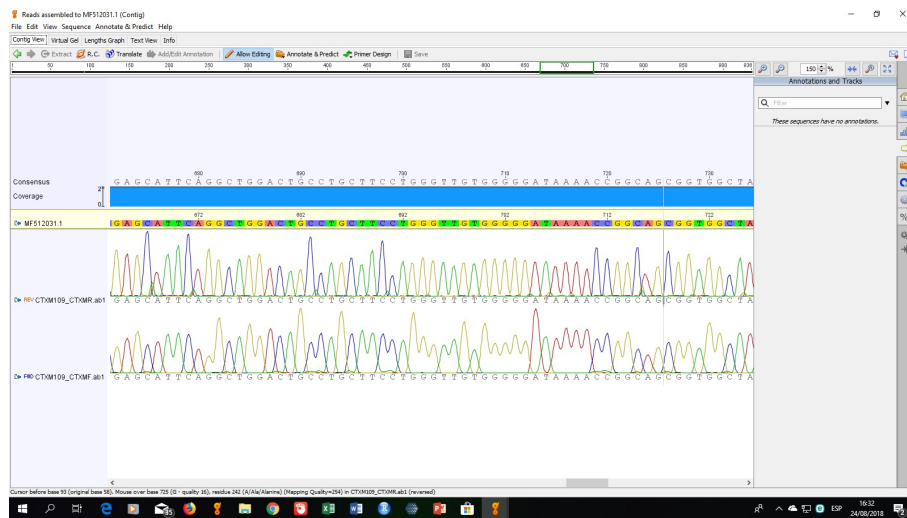 Reads assembled to MF512031.1 (Contig)
File Edit View Sequence Annotate & Predict Help
Contig View Virtual Gel Lengths Graph Text View Info
Extract R.C. Translate Add/Edit Annotation Allow Editing Annotate & Predict Primer Design Save
1 50 100 150 200 250 300 350 400 450 500 550 600 650 700 750 800 850 900 936
150 %
Annotations and Tracks
Filter
These sequences have no annotations.
680 690 700 710 720 730
Consensus G A G C A T T C A G G C T G G A C T G C C T G C T T C C T G G G T T G T G G G G G A T A A A A C C G G C A G C G G T G G C T A
Coverage
2
0
672 682 692 702 712 722
MF512031.1 G A G C A T T C A G G C T G G A C T G C C T G C T T C C T G G G T T G T G G G G G A T A A A A C C G G C A G C G G T G G C T A
REV CTXM109_CTXMR.ab1 G A G C A T T C A G G C T G G A C T G C C T G C T T C C T G G G T T G T G G G G G A T A A A A C C G G C A G C G G T G G C T A
FWD CTXM109_CTXMF.ab1 G A G C A T T C A G G C T G G A C T G C C T G C T T C C T G G G T T G T G G G G G A T A A A A C C G G C A G C G G T G G C T A
Cursor before base 93 (original base 58). Mouse over base 725 (G - quality 16), residue 242 (A/Ala/Alanine) (Mapping Quality=254) in CTXM109_CTXMR.ab1 (reversed)
ESP
16:32
24/08/2018